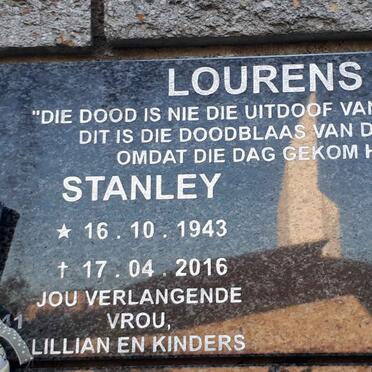 LOURENS
"DIE DOOD IS NIE DIE UITDOOF VAN
DIT IS DIE DOODBLAAS VAN D
OMDAT DIE DAG GEKOM H
STANLEY
★ 16 . 10 . 1943
† 17 . 04 . 2016
JOU VERLANGENDE
VROU,
LILLIAN EN KINDERS